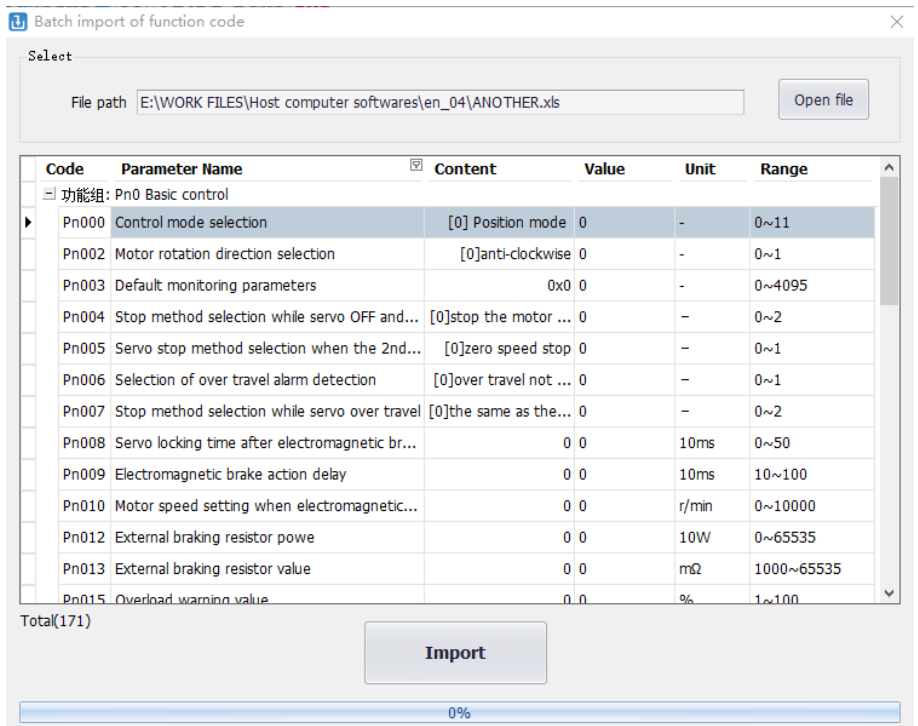 Batch import of function code
Select
File path E:\WORK FILES\Host computer softwares\en_04\ANOTHER.xls Open file
Code Parameter Name Content Value Unit Range
功能组: Pn0 Basic control
Pn000 Control mode selection [0] Position mode 0 - 0~11
Pn002 Motor rotation direction selection [0]anti-clockwise 0 - 0~1
Pn003 Default monitoring parameters 0x0 0 - 0~4095
Pn004 Stop method selection while servo OFF and... [0]stop the motor ... 0 – 0~2
Pn005 Servo stop method selection when the 2nd... [0]zero speed stop 0 – 0~1
Pn006 Selection of over travel alarm detection [0]over travel not ... 0 – 0~1
Pn007 Stop method selection while servo over travel [0]the same as the... 0 – 0~2
Pn008 Servo locking time after electromagnetic br... 0 0 10ms 0~50
Pn009 Electromagnetic brake action delay 0 0 10ms 10~100
Pn010 Motor speed setting when electromagnetic... 0 0 r/min 0~10000
Pn012 External braking resistor powe 0 0 10W 0~65535
Pn013 External braking resistor value 0 0 mΩ 1000~65535
Pn015 Overload warning value 0 0 % 1~100
Total(171)
Import
0%